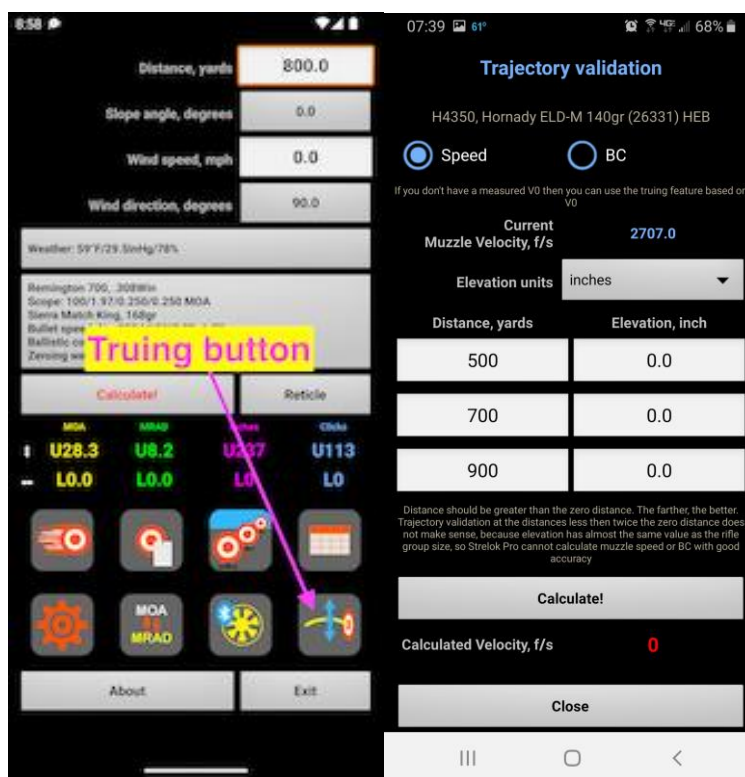 8:58
Distance, yards 800.0
Slope angle, degrees 0.0
Wind speed, mph 0.0
Wind direction, degrees 90.0
Weather: 59°F/29.5inHg/78%
Remington 700, .308Win
Scope: 100/1.97/0.250/0.250 MOA
Sierra Match King, 168gr
Bullet
Ballistic
Zeroing
Truing button
Calculate! Reticle
MOA MRAD Inches Clicks
U28.3 U8.2 U237 U113
L0.0 L0.0 L0 L0
MOA
MRAD
About Exit
07:39 61° 68%
Trajectory validation
H4350, Hornady ELD-M 140gr (26331) HEB
Speed BC
If you don't have a measured V0 then you can use the truing feature based on
V0
Current
Muzzle Velocity, f/s 2707.0
Elevation units inches
Distance, yards Elevation, inch
500 0.0
700 0.0
900 0.0
Distance should be greater than the zero distance. The farther, the better.
Trajectory validation at the distances less then twice the zero distance does
not make sense, because elevation has almost the same value as the rifle
group size, so Strelok Pro cannot calculate muzzle speed or BC with good
accuracy
Calculate!
Calculated Velocity, f/s 0
Close